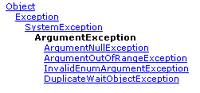 Object
Exception
SystemException
ArgumentException
ArgumentNullException
ArgumentOutOfRangeException
InvalidEnumArgumentException
DuplicateWaitObjectException